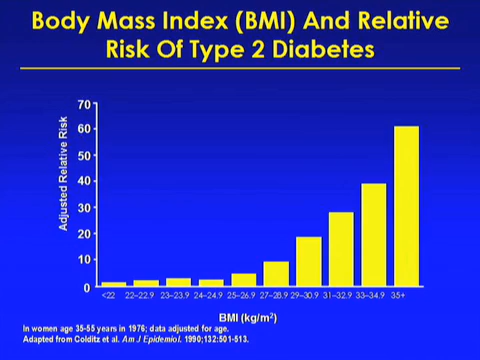 Body Mass Index (BMI) And Relative
Risk Of Type 2 Diabetes
Adjusted Relative Risk
70
60
50
40
30
20
10
0
<22 22–22.9 23–23.9 24–24.9 25–26.9 27–28.9 29–30.9 31–32.9 33–34.9 35+
BMI (kg/m²)
In women age 35-55 years in 1976; data adjusted for age.
Adapted from Colditz et al. Am J Epidemiol. 1990;132:501-513.